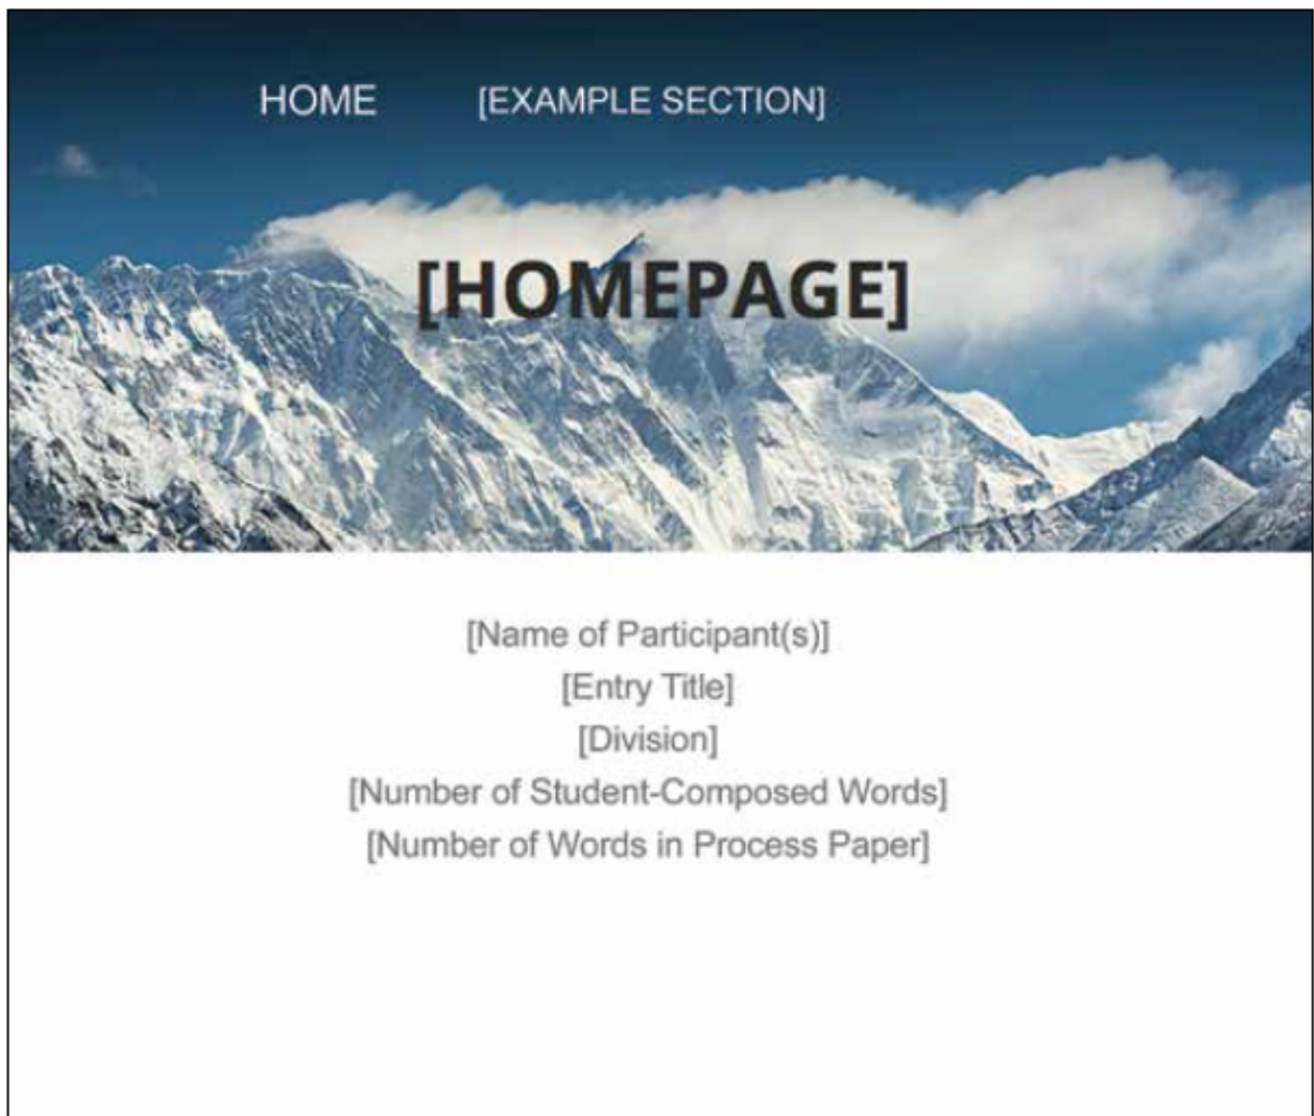 HOME [EXAMPLE SECTION]
[HOMEPAGE]
[Name of Participant(s)]
[Entry Title]
[Division]
[Number of Student-Composed Words]
[Number of Words in Process Paper]